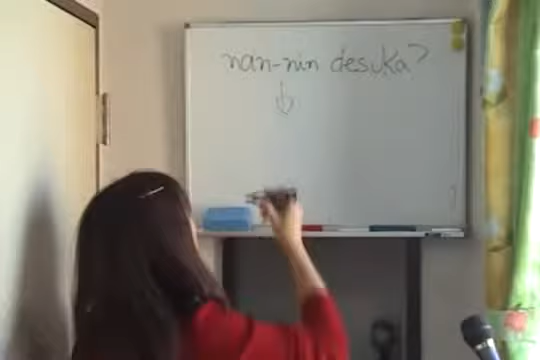 nan-nin desuka?
↓